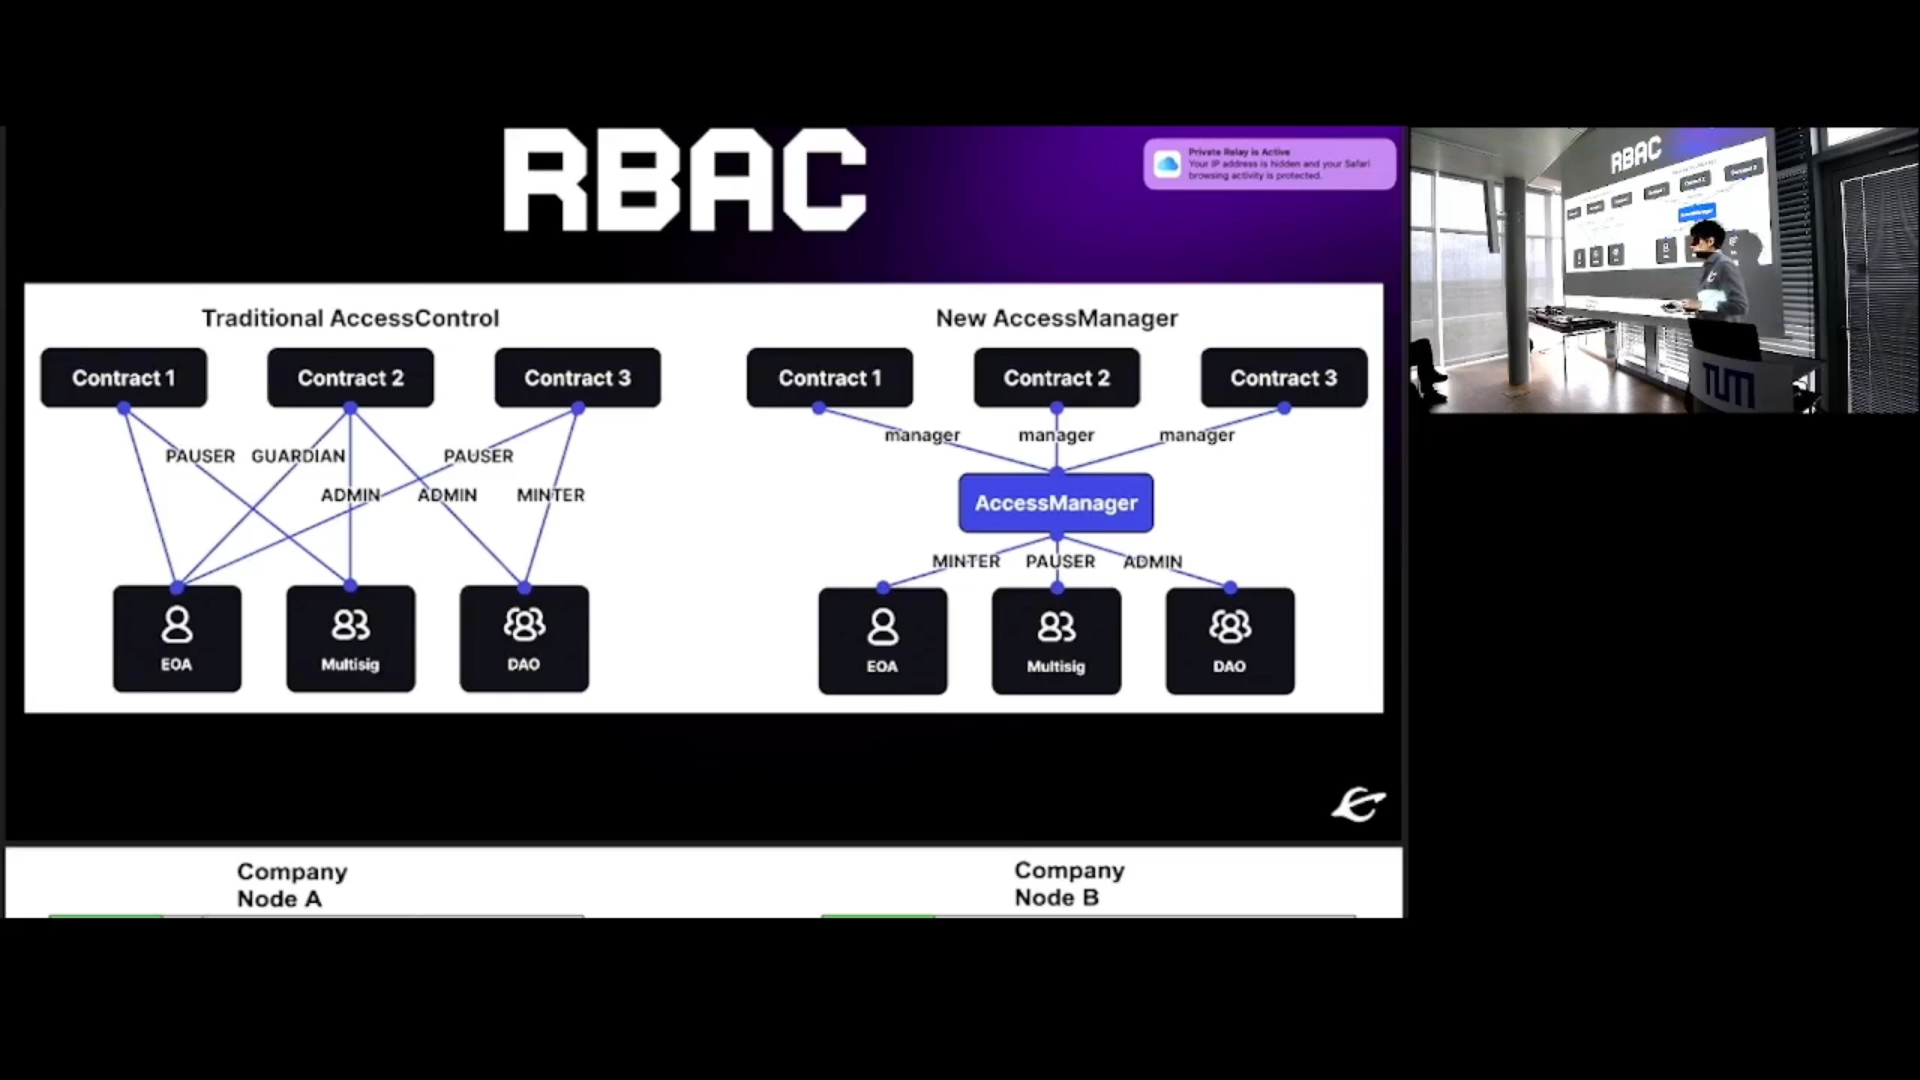 RBAC
Private Relay is Active
Your IP address is hidden and your Safari
browsing activity is protected.
Traditional AccessControl
Contract 1
Contract 2
Contract 3
PAUSER
GUARDIAN
PAUSER
ADMIN
ADMIN
MINTER
EOA
Multisig
DAO
New AccessManager
Contract 1
Contract 2
Contract 3
manager
manager
manager
AccessManager
MINTER
PAUSER
ADMIN
EOA
Multisig
DAO
Company
Node A
Company
Node B
RBAC
TUM